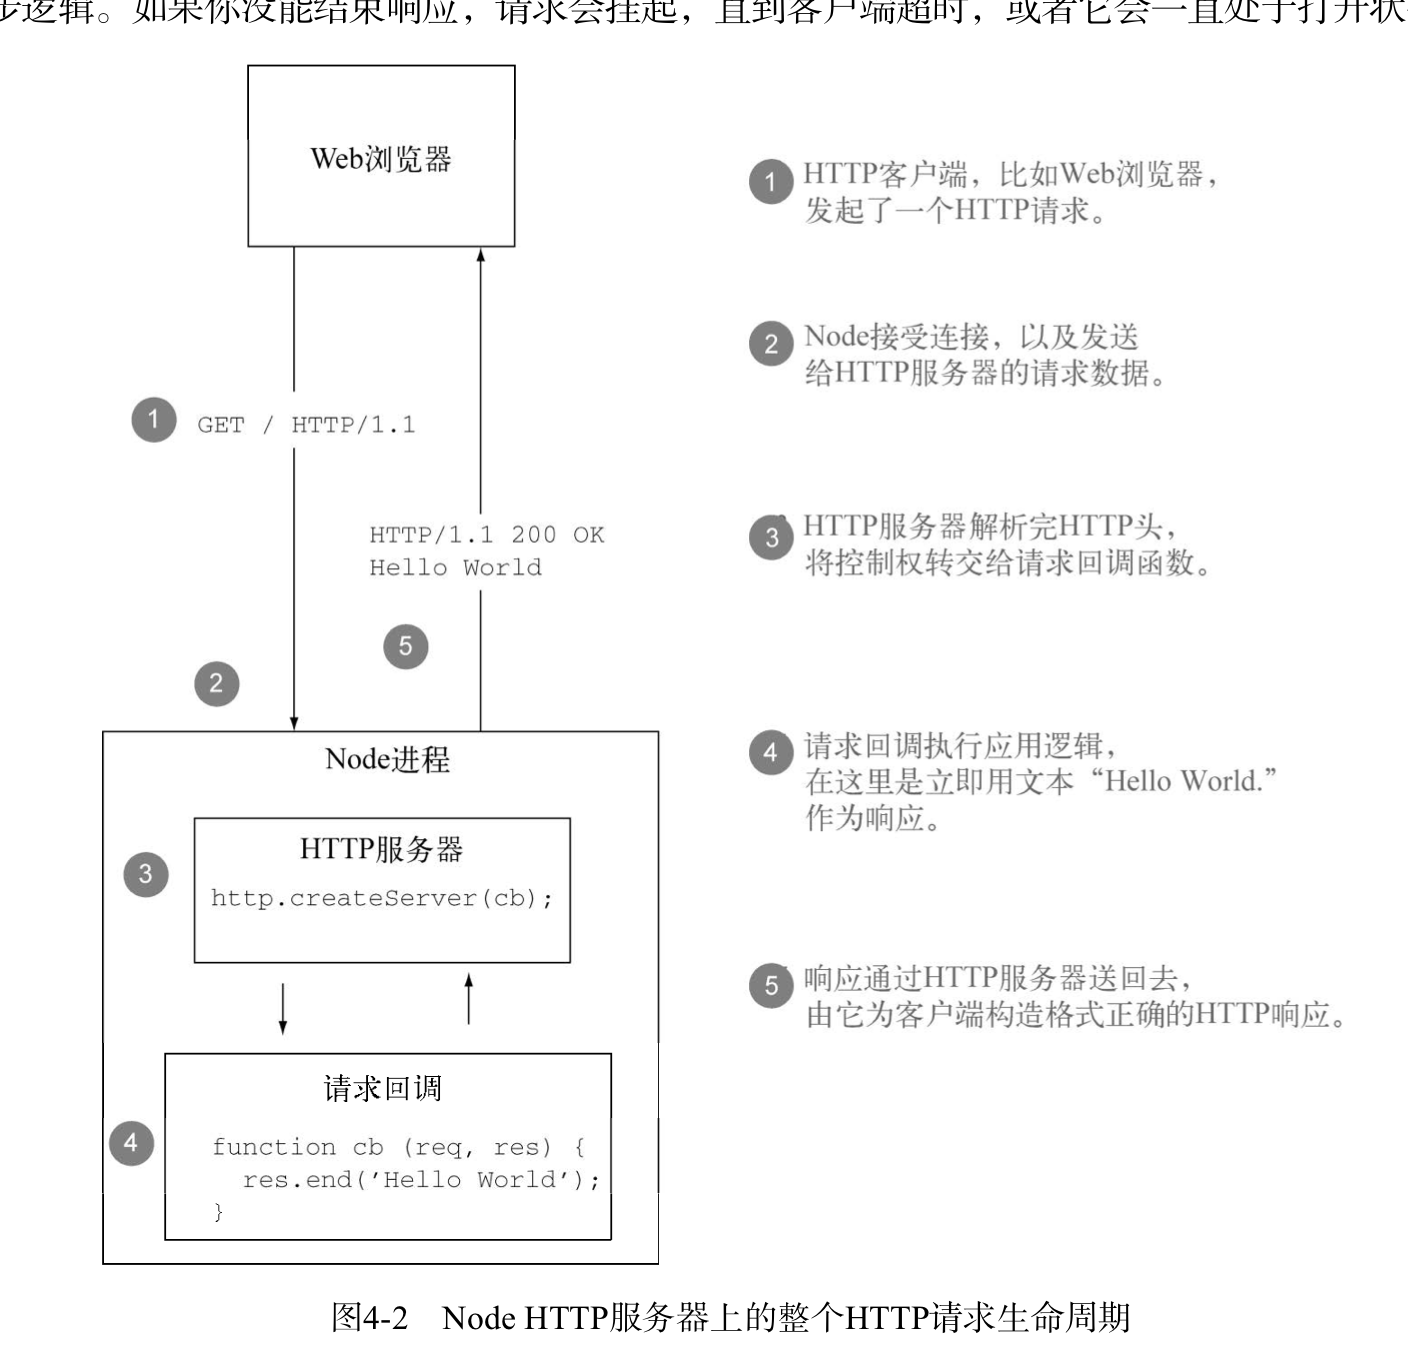 步逻辑。如果你没能结束响应，请求会挂起，直到客户端超时，或者它会一直处于打开状
Web浏览器
1 GET / HTTP/1.1
HTTP/1.1 200 OK
Hello World
5
2
Node进程
HTTP服务器
3 http.createServer(cb);
请求回调
4 function cb (req, res) {
res.end('Hello World');
}
1 HTTP客户端，比如Web浏览器，
发起了一个HTTP请求。
2 Node接受连接，以及发送
给HTTP服务器的请求数据。
3 HTTP服务器解析完HTTP头，
将控制权转交给请求回调函数。
4 请求回调执行应用逻辑，
在这里是立即用文本“Hello World.”
作为响应。
5 响应通过HTTP服务器送回去，
由它为客户端构造格式正确的HTTP响应。
图4-2 Node HTTP服务器上的整个HTTP请求生命周期